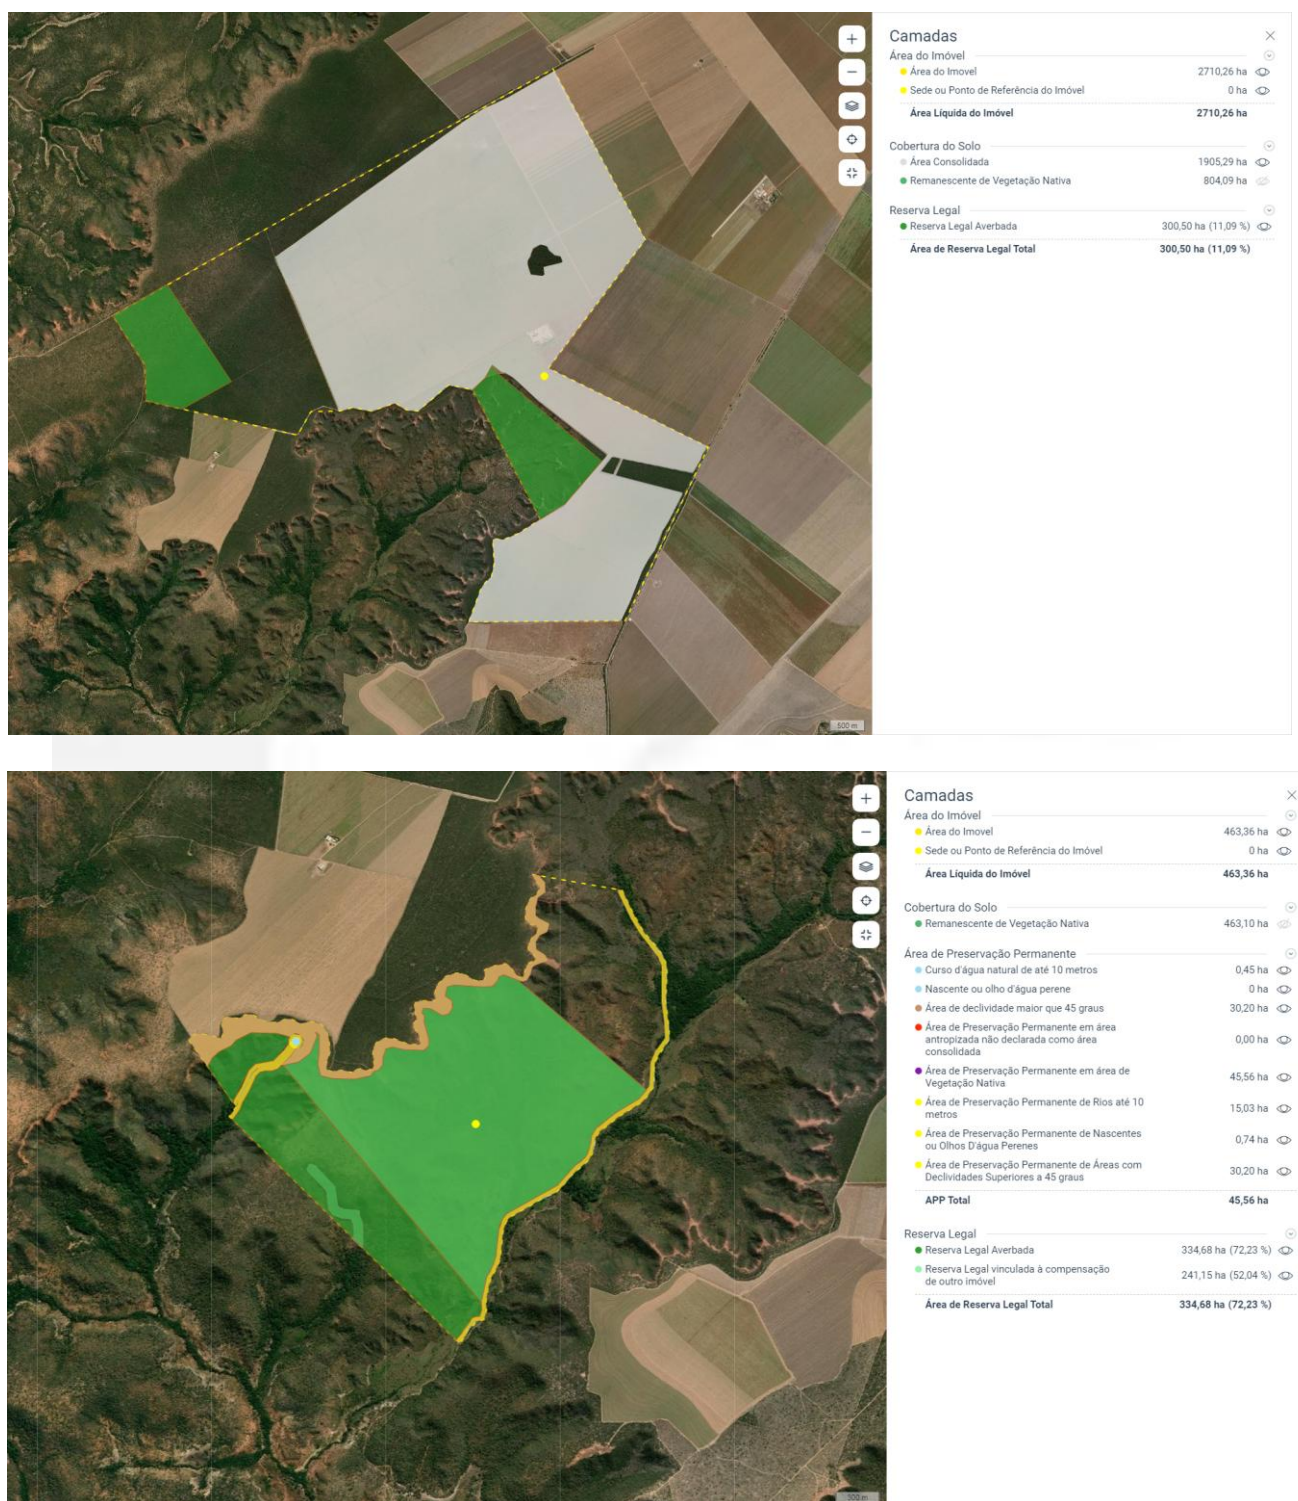 Camadas
Área do Imóvel
Área do Imovel 2710,26 ha
Sede ou Ponto de Referência do Imóvel 0 ha
Área Líquida do Imóvel 2710,26 ha
Cobertura do Solo
Área Consolidada 1905,29 ha
Remanescente de Vegetação Nativa 804,09 ha
Reserva Legal
Reserva Legal Averbada 300,50 ha (11,09 %)
Área de Reserva Legal Total 300,50 ha (11,09 %)
500 m
Camadas
Área do Imóvel
Área do Imovel 463,36 ha
Sede ou Ponto de Referência do Imóvel 0 ha
Área Líquida do Imóvel 463,36 ha
Cobertura do Solo
Remanescente de Vegetação Nativa 463,10 ha
Área de Preservação Permanente
Curso d'água natural de até 10 metros 0,45 ha
Nascente ou olho d'água perene 0 ha
Área de declividade maior que 45 graus 30,20 ha
Área de Preservação Permanente em área
antropizada não declarada como área 0,00 ha
consolidada
Área de Preservação Permanente em área de
Vegetação Nativa 45,56 ha
Área de Preservação Permanente de Rios até 10
metros 15,03 ha
Área de Preservação Permanente de Nascentes
ou Olhos D'água Perenes 0,74 ha
Área de Preservação Permanente de Áreas com
Declividades Superiores a 45 graus 30,20 ha
APP Total 45,56 ha
Reserva Legal
Reserva Legal Averbada 334,68 ha (72,23 %)
Reserva Legal vinculada à compensação
de outro imóvel 241,15 ha (52,04 %)
Área de Reserva Legal Total 334,68 ha (72,23 %)